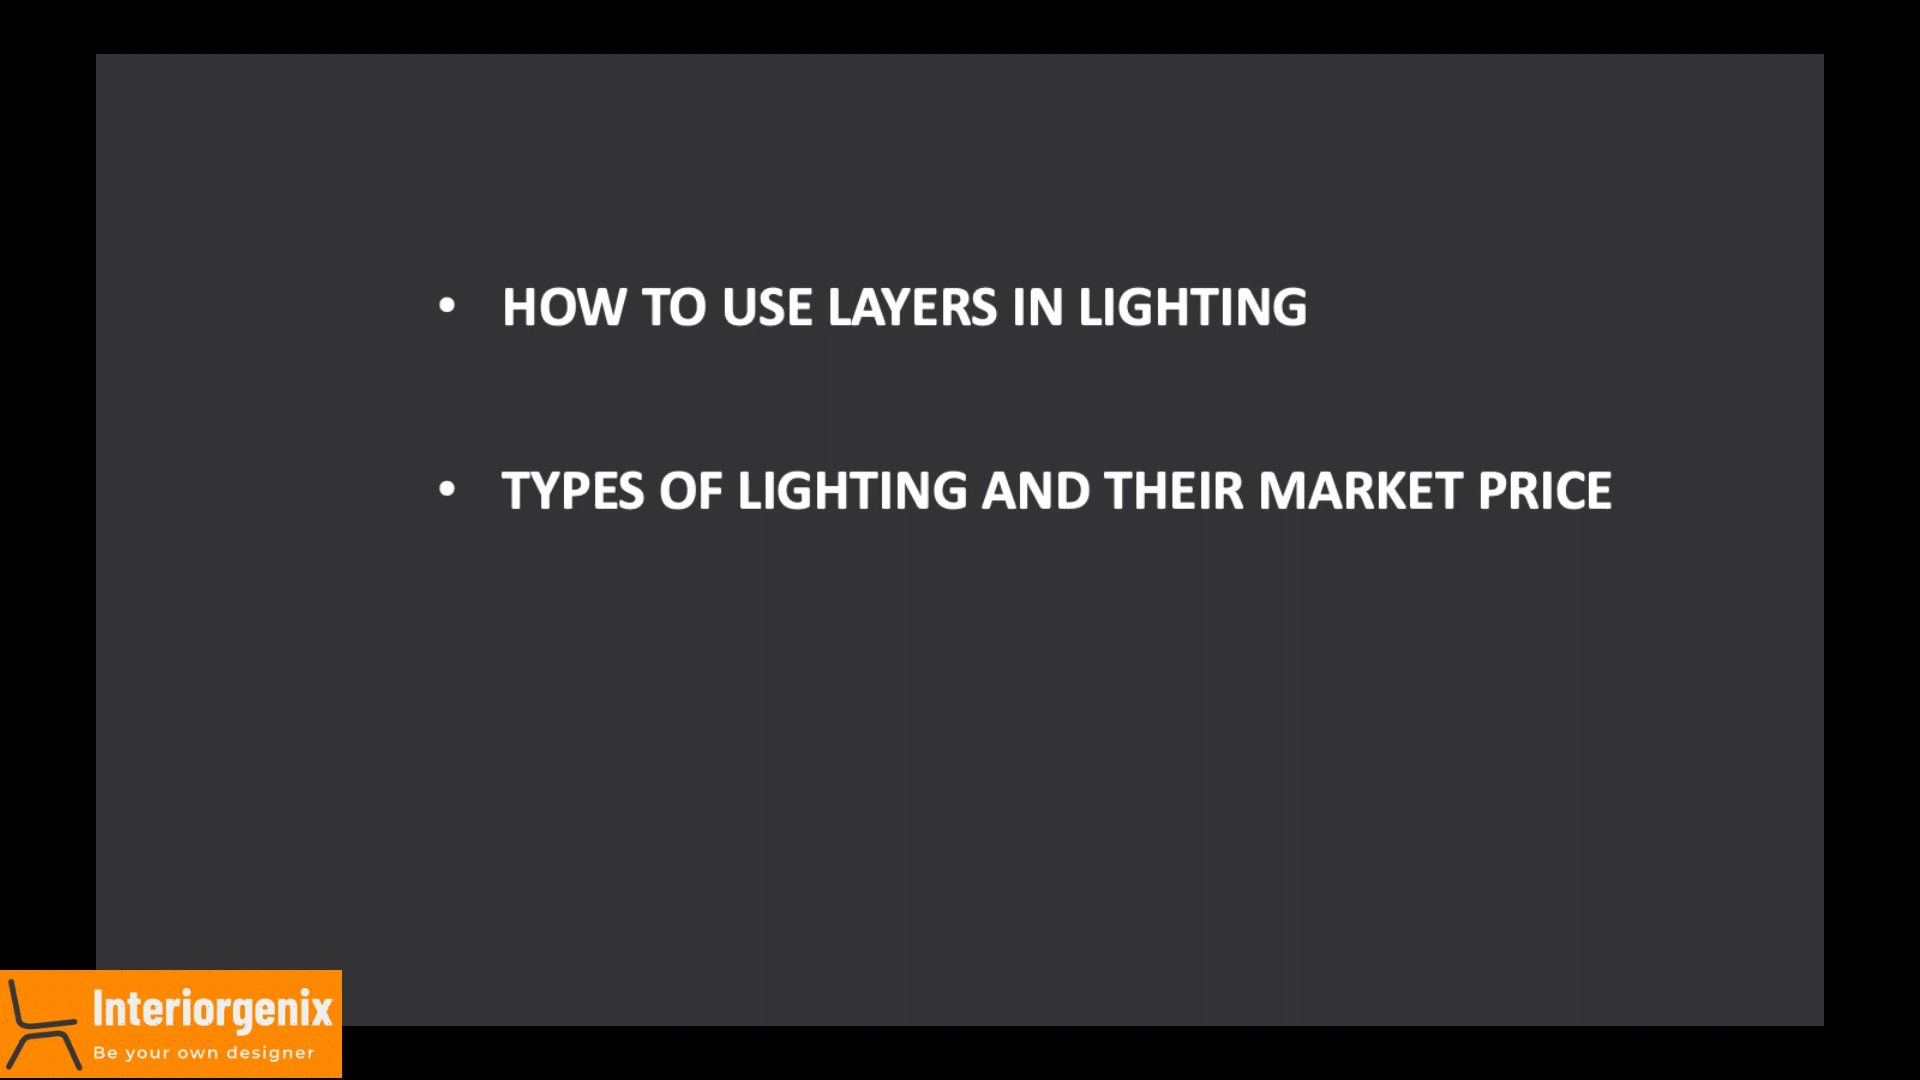 • HOW TO USE LAYERS IN LIGHTING
• TYPES OF LIGHTING AND THEIR MARKET PRICE
Interiorgenix
Be your own designer